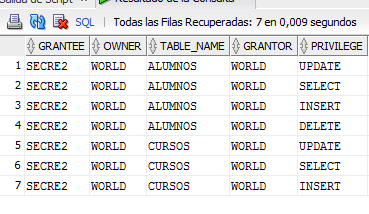 Salida de Script Resultado de la Consulta
SQL | Todas las Filas Recuperadas: 7 en 0,009 segundos
GRANTEE OWNER TABLE_NAME GRANTOR PRIVILEGE
1 SECRE2 WORLD ALUMNOS WORLD UPDATE
2 SECRE2 WORLD ALUMNOS WORLD SELECT
3 SECRE2 WORLD ALUMNOS WORLD INSERT
4 SECRE2 WORLD ALUMNOS WORLD DELETE
5 SECRE2 WORLD CURSOS WORLD UPDATE
6 SECRE2 WORLD CURSOS WORLD SELECT
7 SECRE2 WORLD CURSOS WORLD INSERT